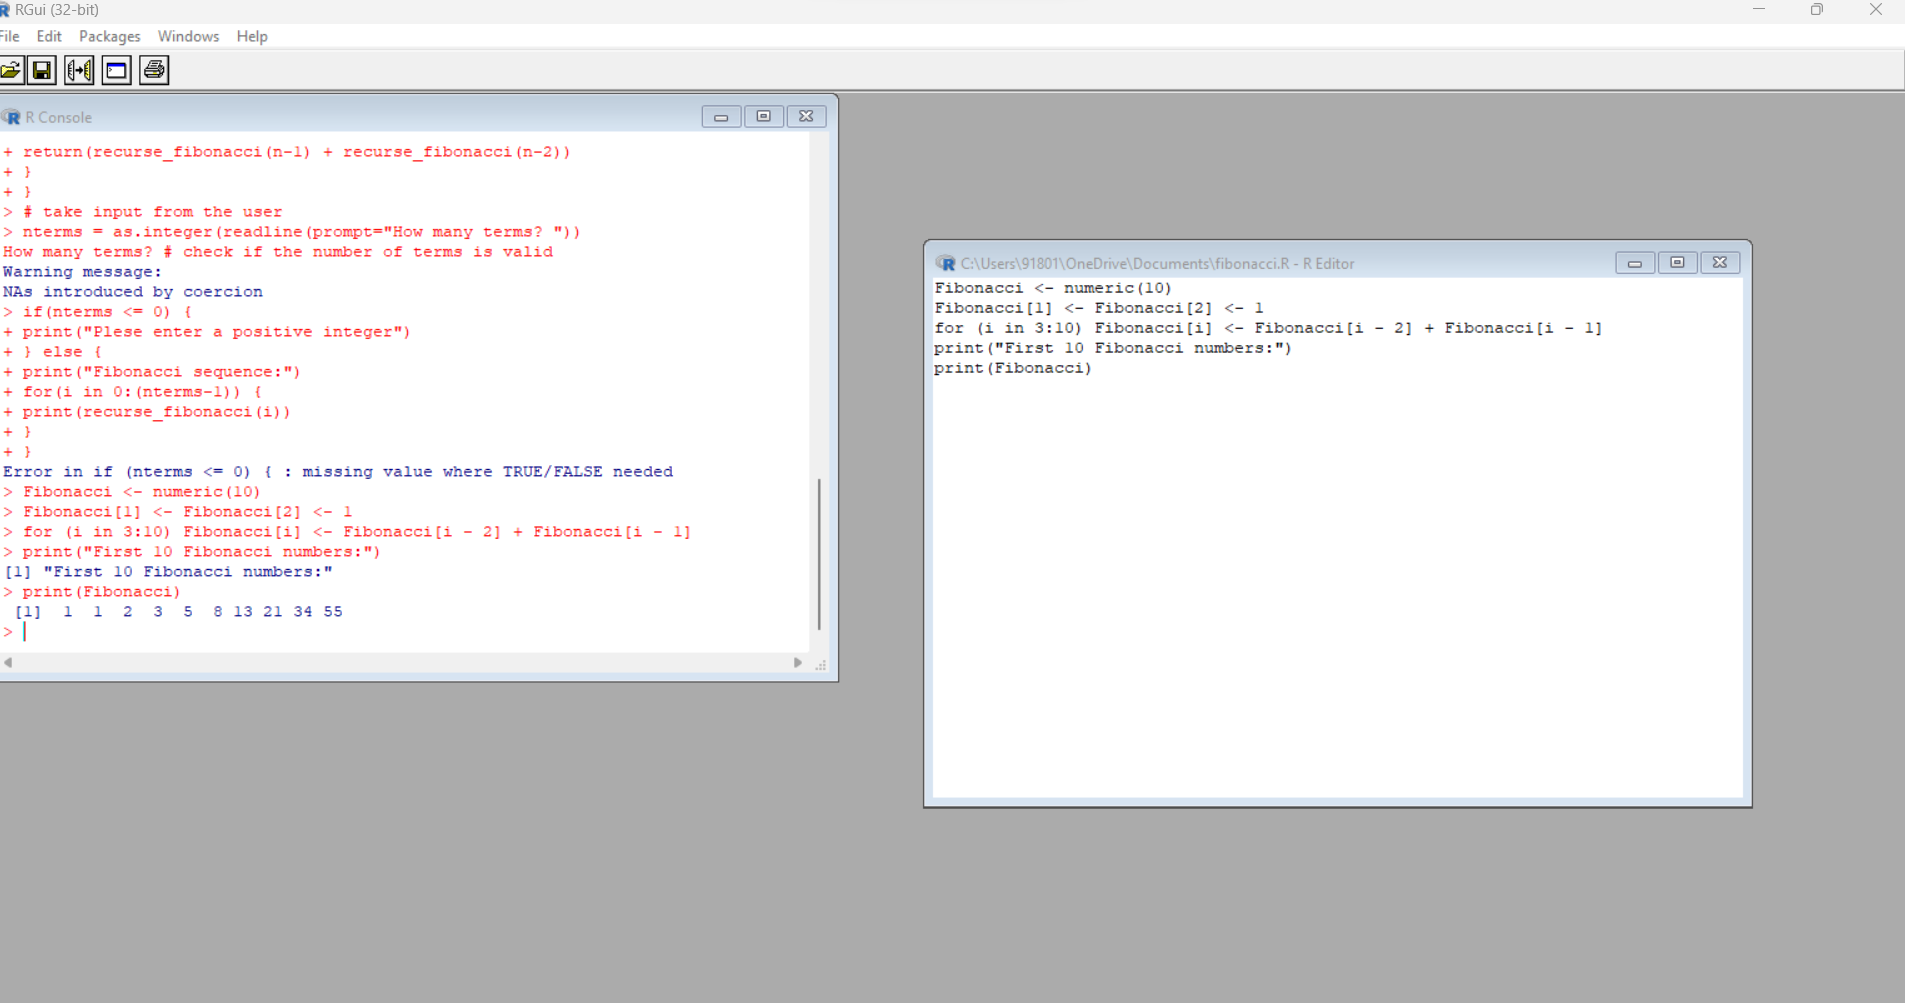 RGui (32-bit)
File Edit Packages Windows Help
R Console
+ return(recurse_fibonacci(n-1) + recurse_fibonacci(n-2))
+ }
+ }
> # take input from the user
> nterms = as.integer(readline(prompt="How many terms? "))
How many terms? # check if the number of terms is valid
Warning message:
NAs introduced by coercion
> if(nterms <= 0) {
+ print("Plese enter a positive integer")
+ } else {
+ print("Fibonacci sequence:")
+ for(i in 0:(nterms-1)) {
+ print(recurse_fibonacci(i))
+ }
+ }
Error in if (nterms <= 0) { : missing value where TRUE/FALSE needed
> Fibonacci <- numeric(10)
> Fibonacci[1] <- Fibonacci[2] <- 1
> for (i in 3:10) Fibonacci[i] <- Fibonacci[i - 2] + Fibonacci[i - 1]
> print("First 10 Fibonacci numbers:")
[1] "First 10 Fibonacci numbers:"
> print(Fibonacci)
[1] 1 1 2 3 5 8 13 21 34 55
>
C:\Users\91801\OneDrive\Documents\fibonacci.R - R Editor
Fibonacci <- numeric(10)
Fibonacci[1] <- Fibonacci[2] <- 1
for (i in 3:10) Fibonacci[i] <- Fibonacci[i - 2] + Fibonacci[i - 1]
print("First 10 Fibonacci numbers:")
print(Fibonacci)